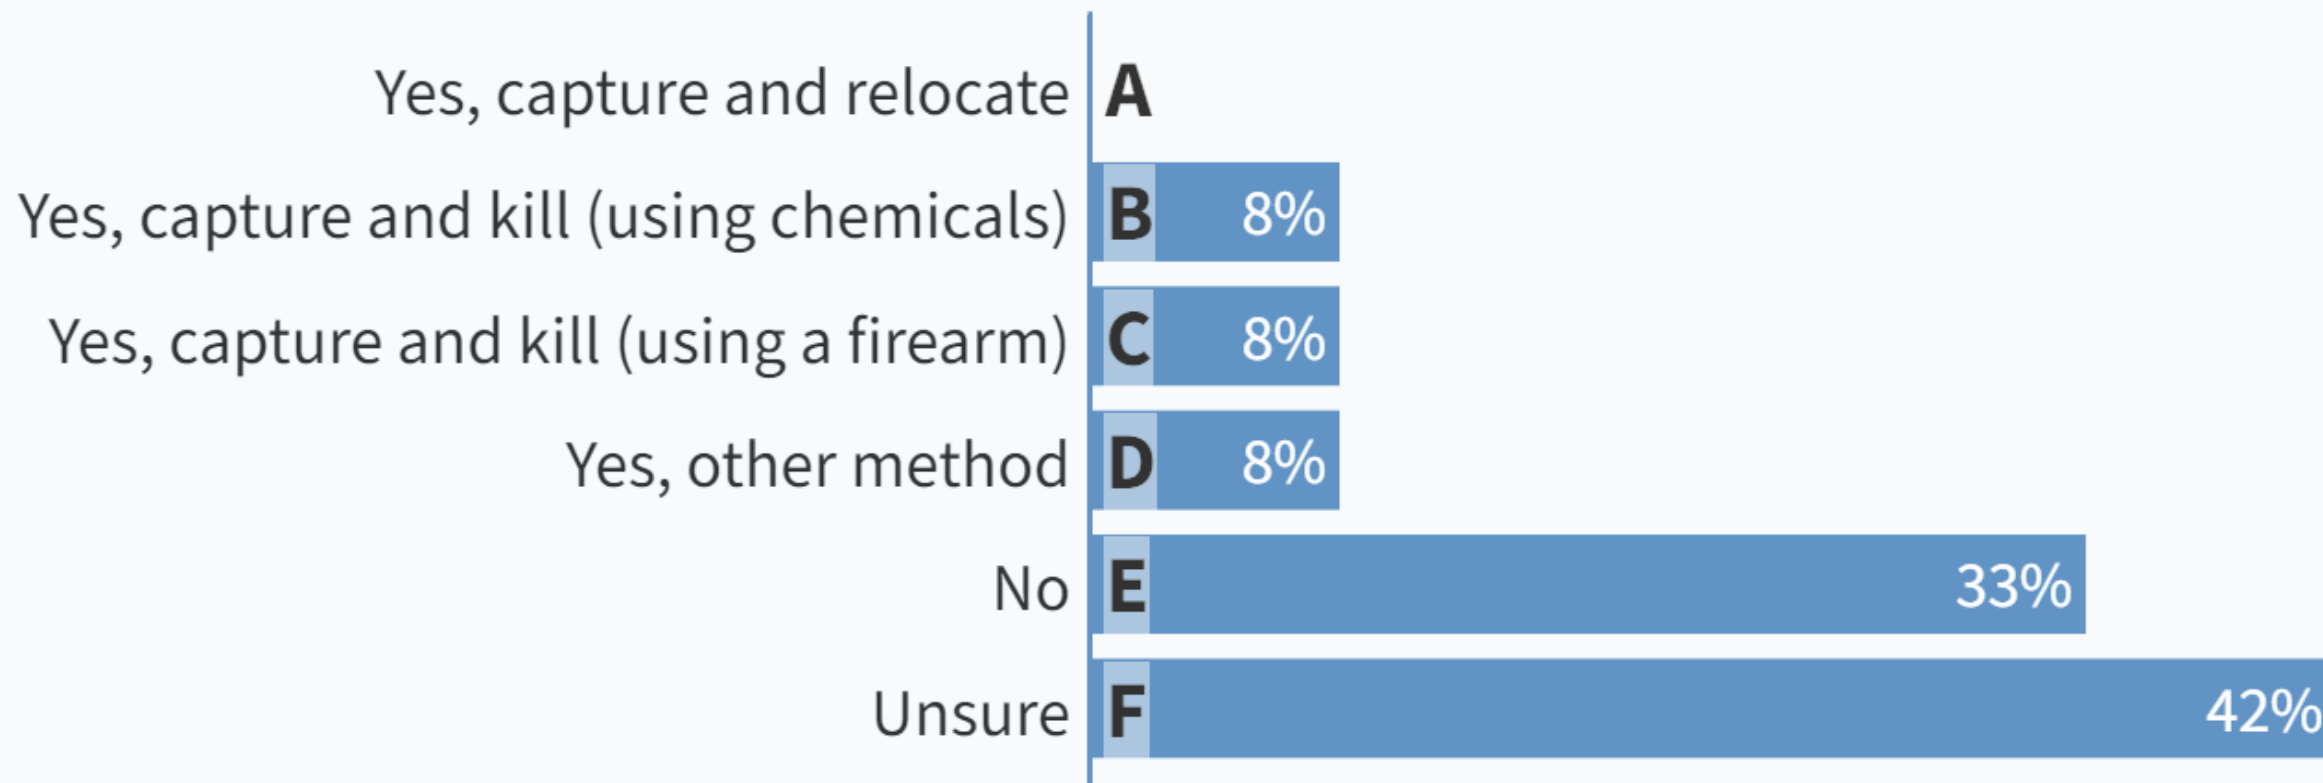 Yes, capture and relocate A
Yes, capture and kill (using chemicals) B 8%
Yes, capture and kill (using a firearm) C 8%
Yes, other method D 8%
No E 33%
Unsure F 42%